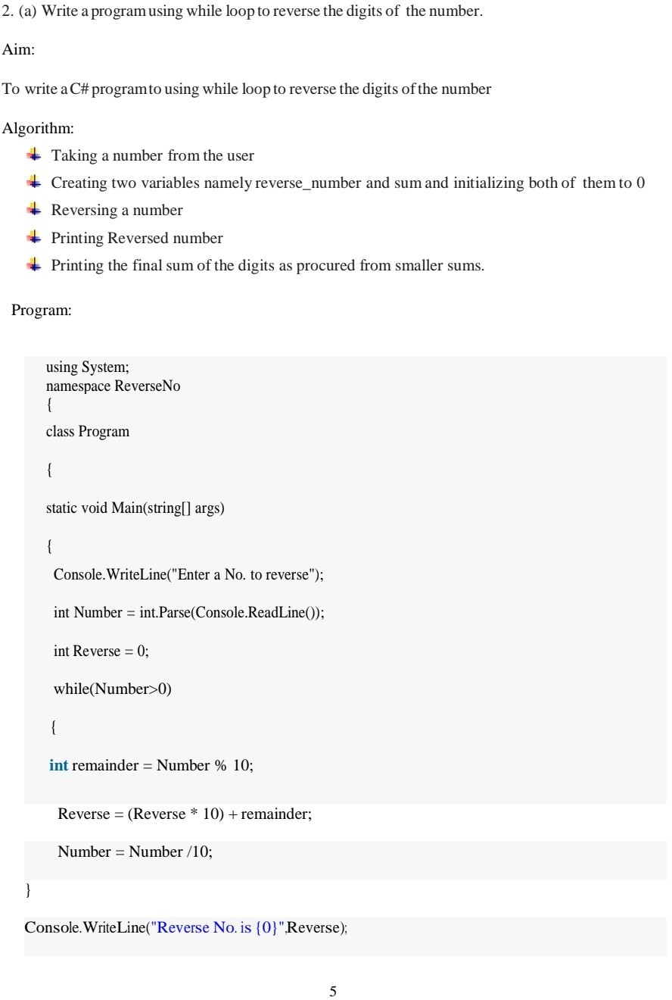 2. (a) Write a program using while loop to reverse the digits of the number.
Aim:
To write a C# program to using while loop to reverse the digits of the number
Algorithm:
Taking a number from the user
Creating two variables namely reverse_number and sum and initializing both of them to 0
Reversing a number
Printing Reversed number
Printing the final sum of the digits as procured from smaller sums.
Program:
using System;
namespace ReverseNo
{
class Program
{
static void Main(string[] args)
{
Console.WriteLine("Enter a No. to reverse");
int Number = int.Parse(Console.ReadLine());
int Reverse = 0;
while(Number>0)
{
int remainder = Number % 10;
Reverse = (Reverse * 10) + remainder;
Number = Number /10;
}
Console.WriteLine("Reverse No. is {0}",Reverse);
5